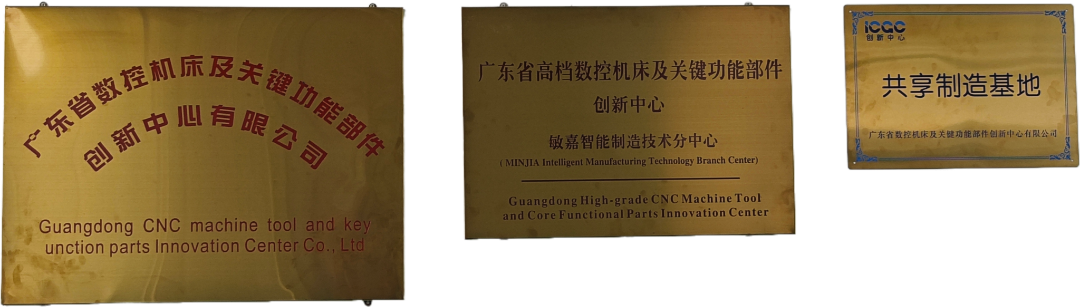 广东省数控机床及关键功能部件
创新中心有限公司
Guangdong CNC machine tool and key
unction parts Innovation Center Co., Ltd
广东省高档数控机床及关键功能部件
创新中心
敏嘉智能制造技术分中心
( MINJIA Intelligent Manufacturing Technology Branch Center)
Guangdong High-grade CNC Machine Tool
and Core Functional Parts Innovation Center
iCGC
创新中心
共享制造基地
广东省数控机床及关键功能部件创新中心有限公司